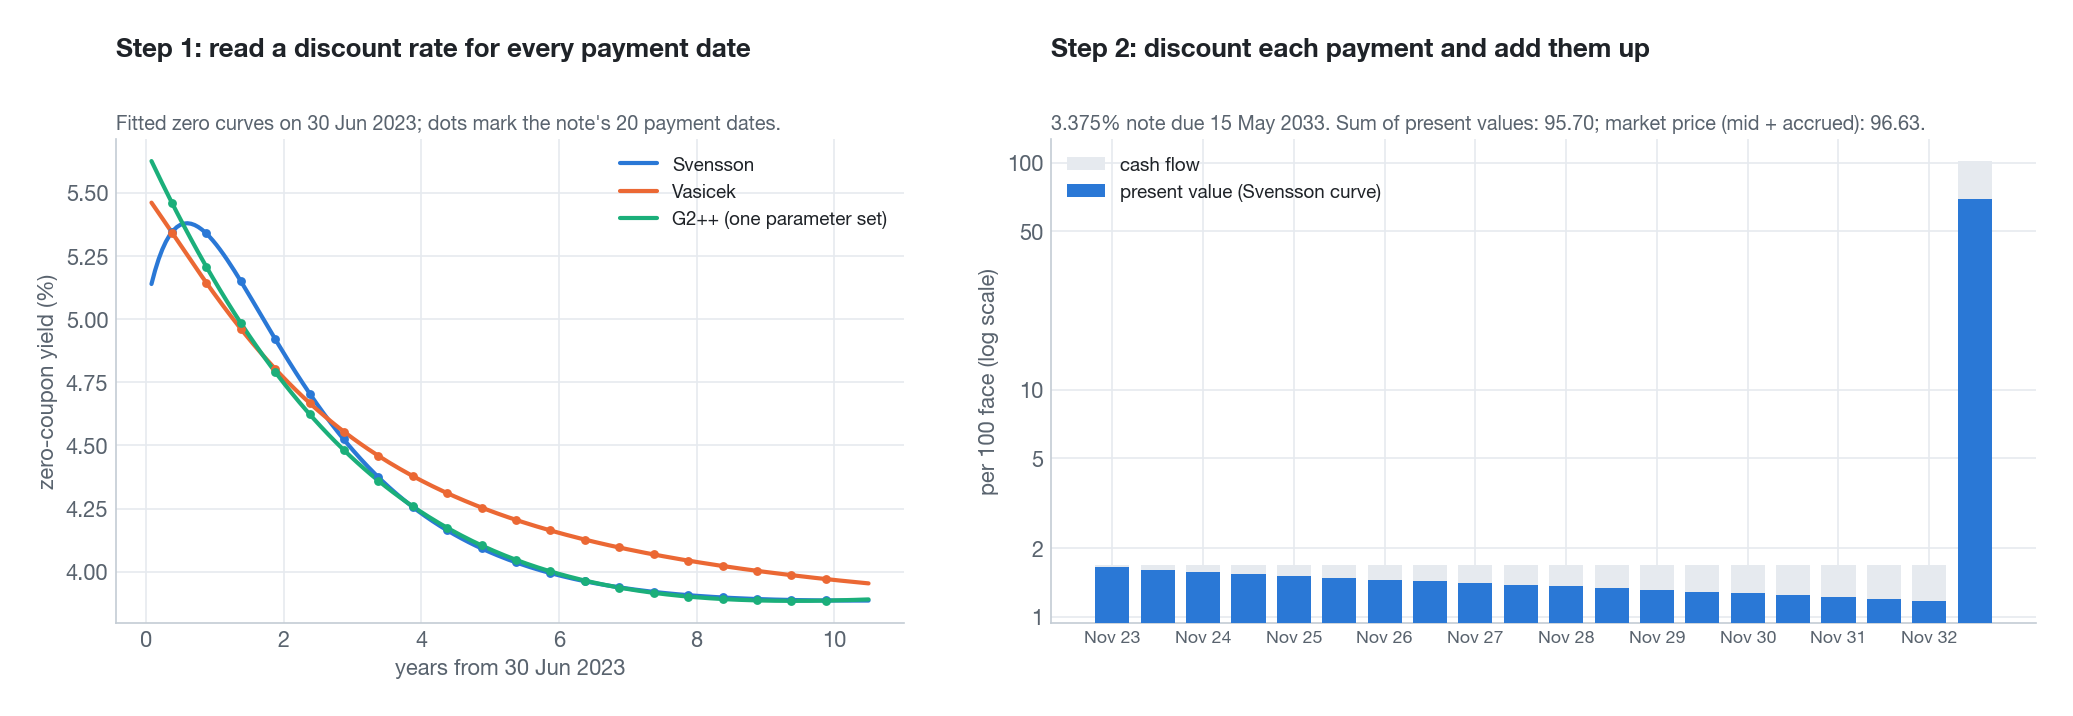 Step 1: read a discount rate for every payment date
Fitted zero curves on 30 Jun 2023; dots mark the note's 20 payment dates.
Svensson
Vasicek
G2++ (one parameter set)
zero-coupon yield (%)
5.50
5.25
5.00
4.75
4.50
4.25
4.00
0 2 4 6 8 10
years from 30 Jun 2023
Step 2: discount each payment and add them up
3.375% note due 15 May 2033. Sum of present values: 95.70; market price (mid + accrued): 96.63.
cash flow
present value (Svensson curve)
per 100 face (log scale)
100
50
10
5
2
1
Nov 23 Nov 24 Nov 25 Nov 26 Nov 27 Nov 28 Nov 29 Nov 30 Nov 31 Nov 32